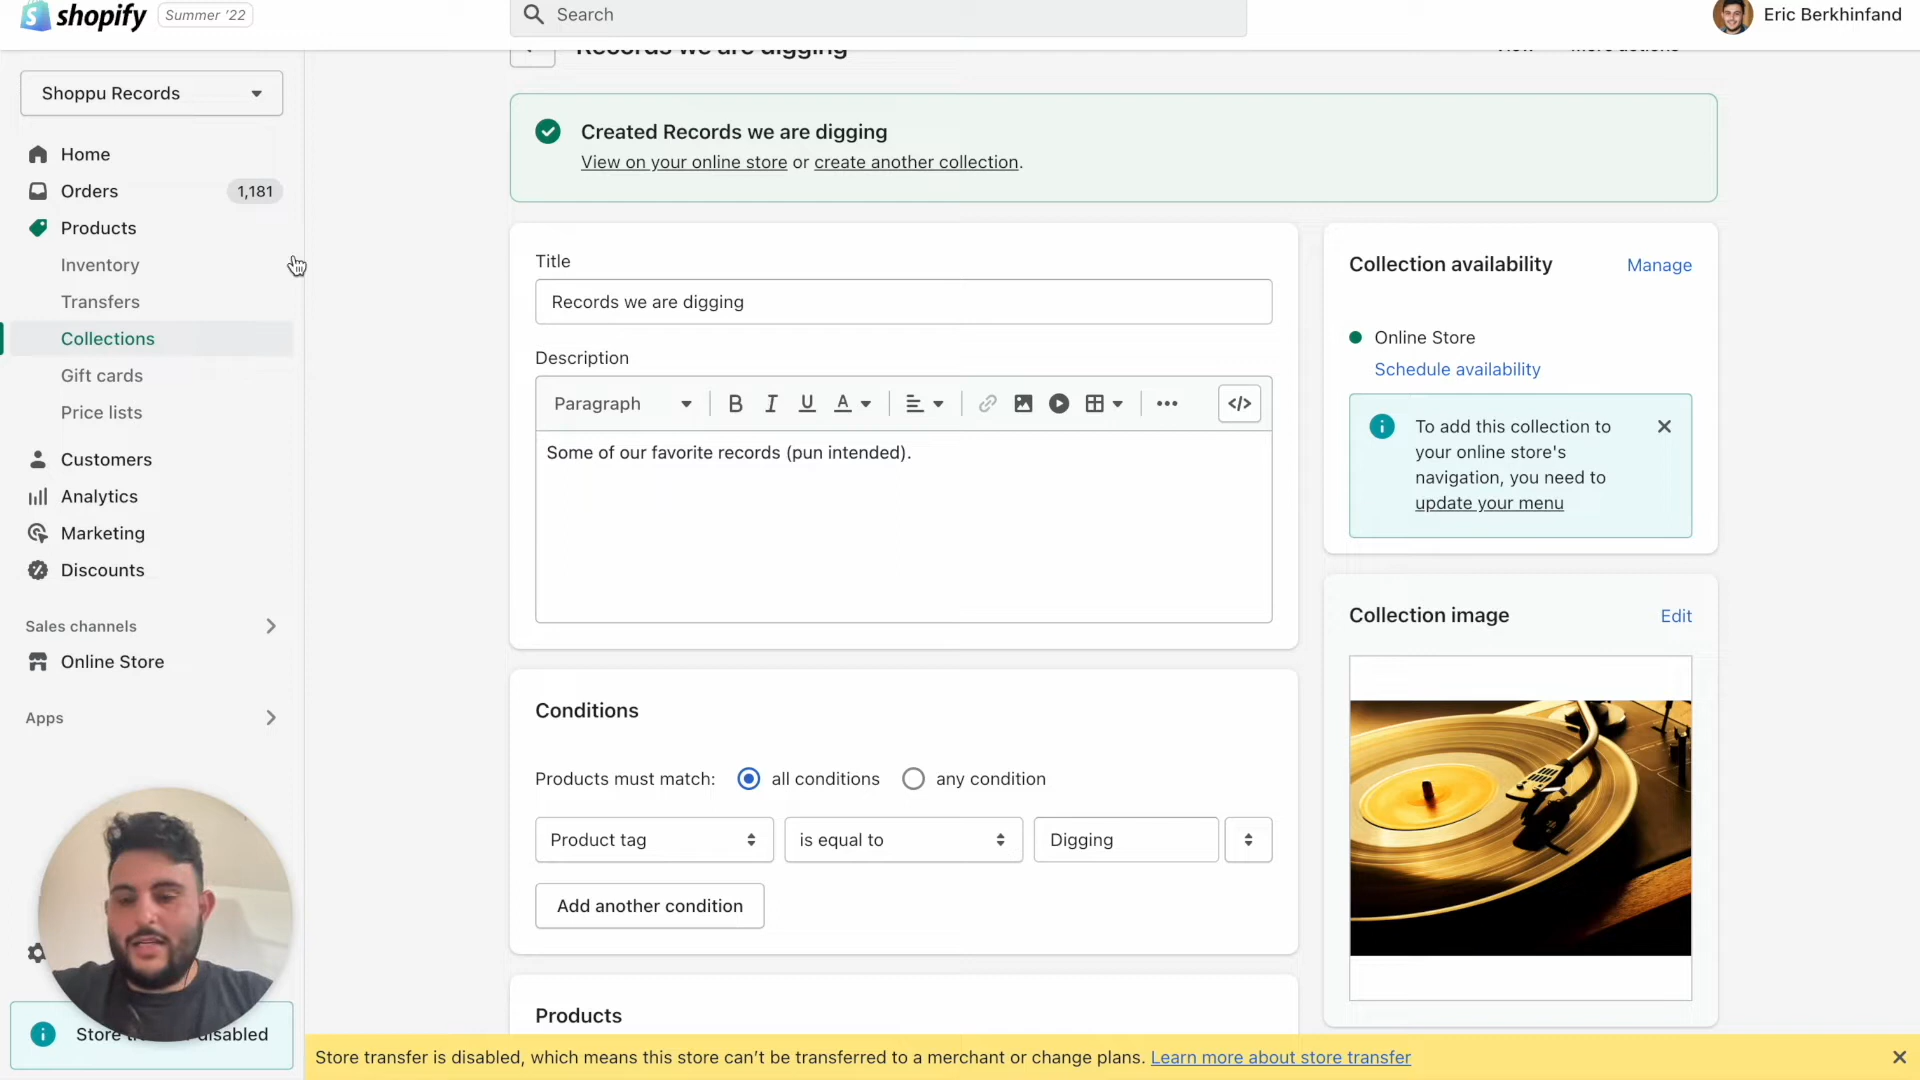 shopify
Summer '22
Search
Eric Berkhinfand
Shoppu Records
Records we are digging
Home
Orders
1,181
Products
Inventory
Transfers
Collections
Gift cards
Price lists
Customers
Analytics
Marketing
Discounts
Sales channels
Online Store
Apps
Created Records we are digging
View on your online store or create another collection.
Title
Records we are digging
Description
Paragraph
B I U A
</>
Some of our favorite records (pun intended).
Conditions
Products must match: all conditions any condition
Product tag
is equal to
Digging
Add another condition
Products
Collection availability
Manage
Online Store
Schedule availability
To add this collection to
your online store's
navigation, you need to
update your menu
Collection image
Edit
Store
Store transfer is disabled, which means this store can't be transferred to a merchant or change plans. Learn more about store transfer